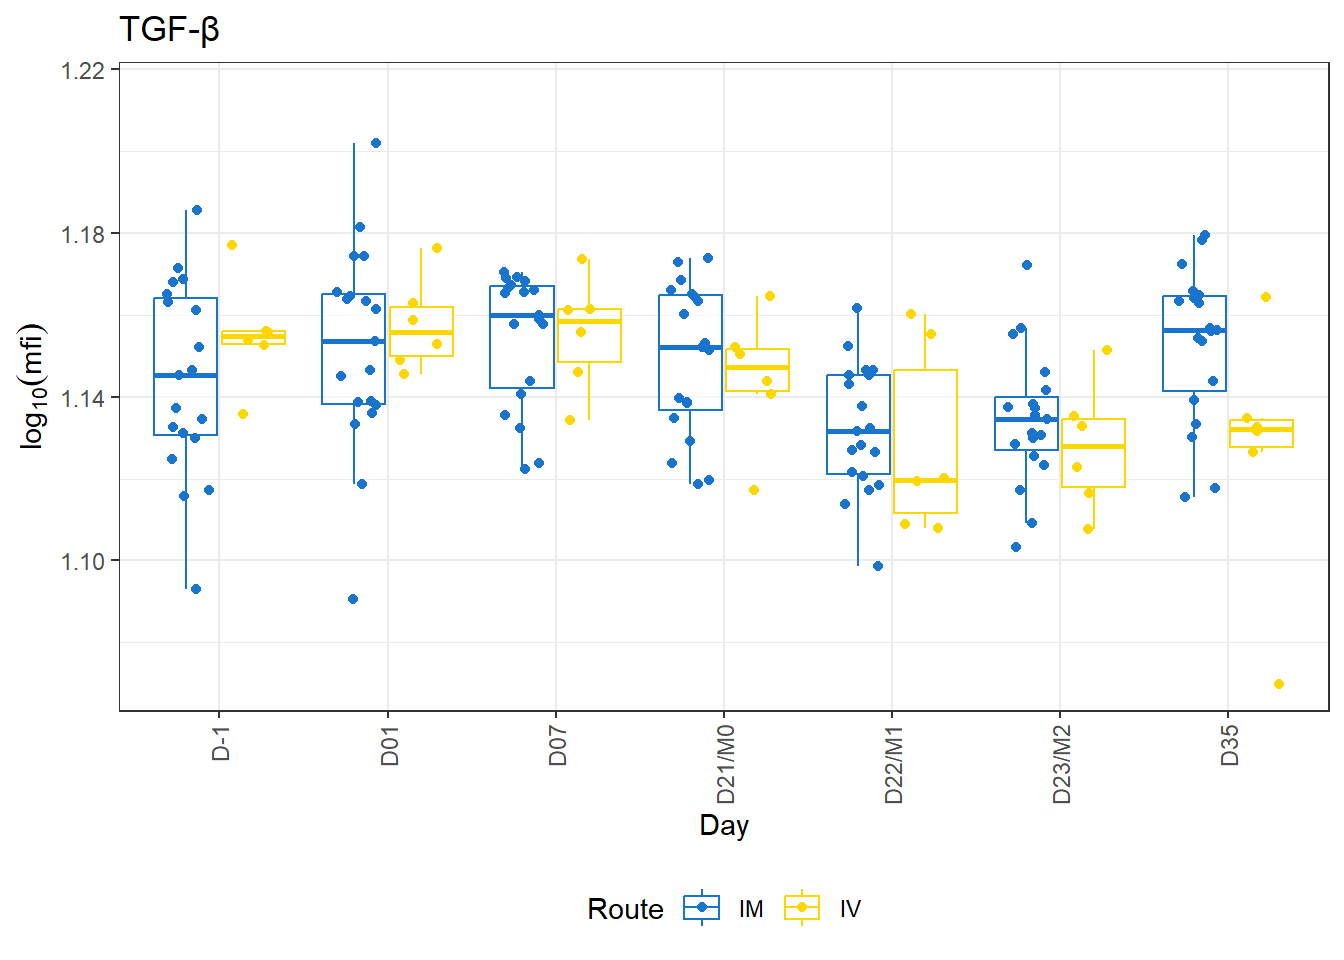 TGF-β
1.22
1.18
1.14
1.10
log10(mfi)
D-1
D01
D07
D21/M0
D22/M1
D23/M2
D35
Day
Route IM IV